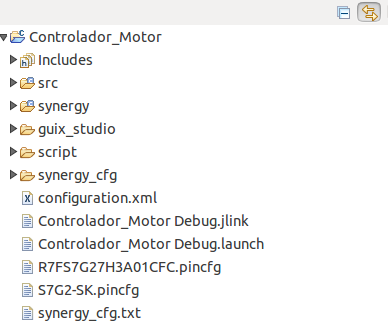 Controlador_Motor
Includes
src
synergy
guix_studio
script
synergy_cfg
configuration.xml
Controlador_Motor Debug.jlink
Controlador_Motor Debug.launch
R7FS7G27H3A01CFC.pincfg
S7G2-SK.pincfg
synergy_cfg.txt